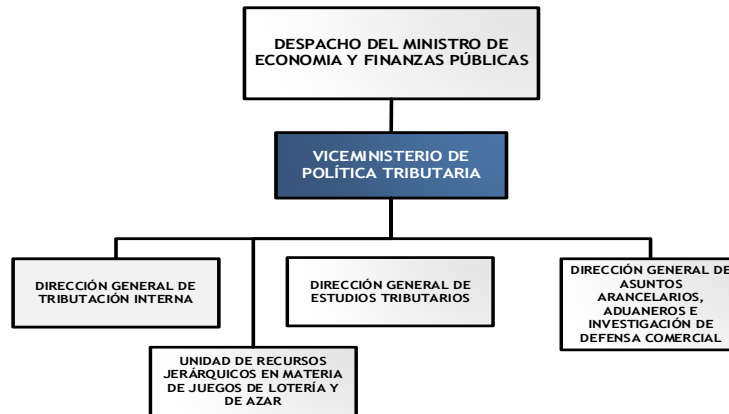 DESPACHO DEL MINISTRO DE
ECONOMIA Y FINANZAS PÚBLICAS
VICEMINISTERIO DE
POLÍTICA TRIBUTARIA
DIRECCIÓN GENERAL DE
TRIBUTACIÓN INTERNA
DIRECCIÓN GENERAL DE
ESTUDIOS TRIBUTARIOS
DIRECCIÓN GENERAL DE
ASUNTOS
ARANCELARIOS,
ADUANEROS E
INVESTIGACIÓN DE
DEFENSA COMERCIAL
UNIDAD DE RECURSOS
JERÁRQUICOS EN MATERIA
DE JUEGOS DE LOTERÍA Y
DE AZAR